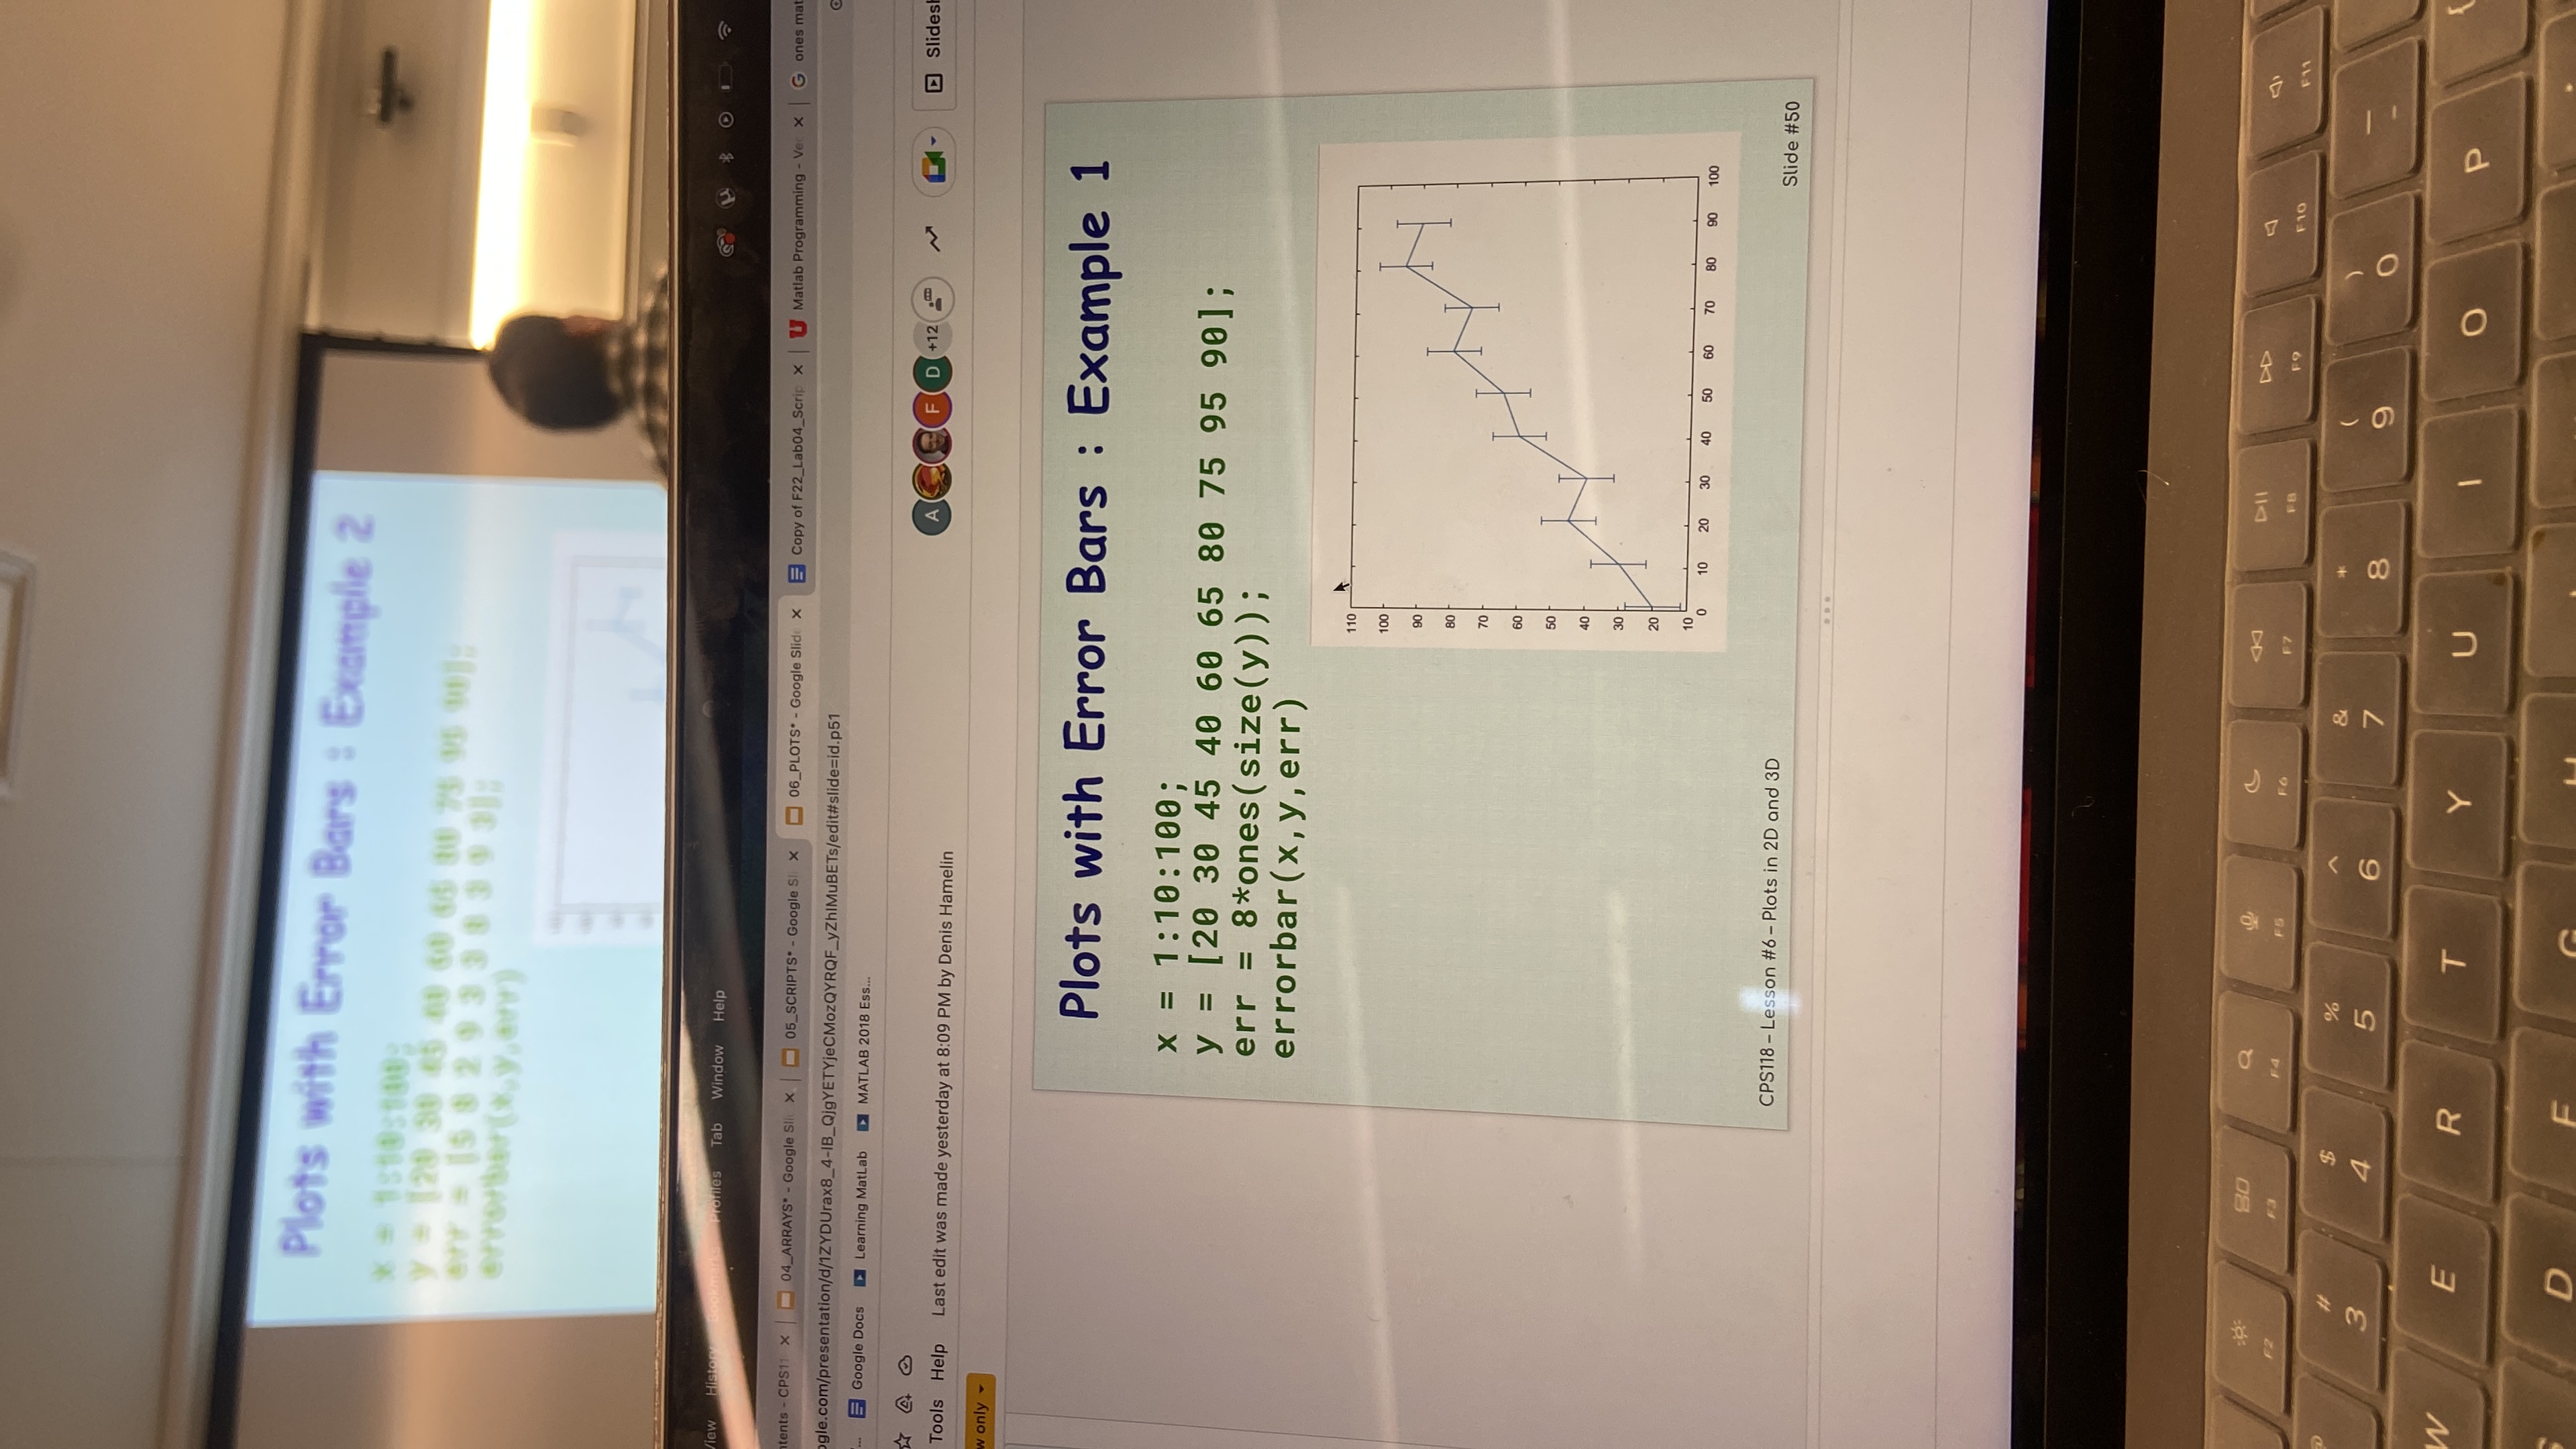 Plots with Error Bars : Example 2
x = 1:10:100;
y = [20 30 45 40 60 65 80 75 95 90];
err = [5 8 2 9 3 3 8 3 9 3];
errorbar(x,y,err)
View History Bookmarks Profiles Tab Window Help
04_ARRAYS* - Google Sli
05_SCRIPTS* - Google Sl
06_PLOTS* - Google Slide
Copy of F22_Lab04_Scrip
Matlab Programming - Ve
ones mat
ogle.com/presentation/d/1ZYDUrax8_4-IB_QjgYETYjeCMozQYRQF_yZhIMuBETs/edit#slide=id.p51
Google Docs Learning MatLab MATLAB 2018 Ess...
Tools Help Last edit was made yesterday at 8:09 PM by Denis Hamelin
A F D +12 Slidesh
w only
Plots with Error Bars : Example 1
x = 1:10:100;
y = [20 30 45 40 60 65 80 75 95 90];
err = 8*ones(size(y));
errorbar(x,y,err)
110
100
90
80
70
60
50
40
30
20
10
0 10 20 30 40 50 60 70 80 90 100
CPS118 – Lesson #6 – Plots in 2D and 3D
Slide #50
F2 F3 F4 F5 F6 F7 F8 F9 F10 F11
# $ % ^ & * ( )
3 4 5 6 7 8 9 0
W E R T Y U I O P
D F G H